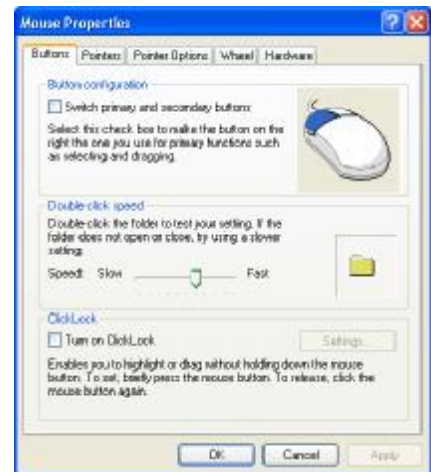 Mouse Properties
Buttons Pointers Pointer Options Wheel Hardware
Button configuration
Switch primary and secondary buttons
Select this check box to make the button on the
right the one you use for primary functions such
as selecting and dragging.
Double-click speed
Double-click the folder to test your setting. If the
folder does not open or close, try using a slower
setting.
Speed: Slow Fast
ClickLock
Turn on ClickLock Settings...
Enables you to highlight or drag without holding down the mouse
button. To set, briefly press the mouse button. To release, click the
mouse button again.
OK Cancel Apply